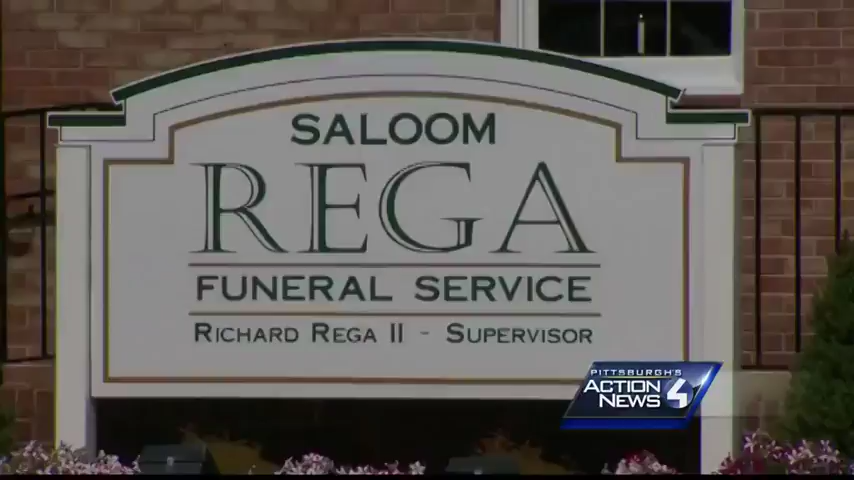 SALOOM
REGA
FUNERAL SERVICE
RICHARD REGA II - SUPERVISOR
PITTSBURGH'S
ACTION
NEWS 4